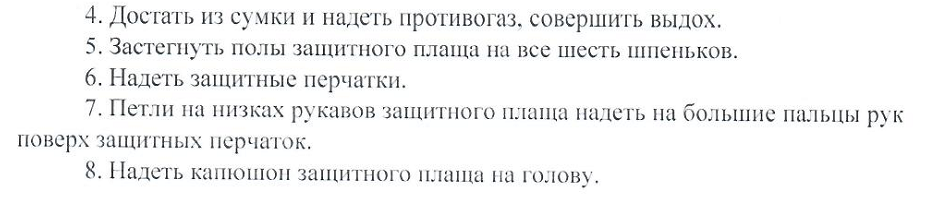 4. Достать из сумки и надеть противогаз, совершить выдох.
5. Застегнуть полы защитного плаща на все шесть шпеньков.
6. Надеть защитные перчатки.
7. Петли на низках рукавов защитного плаща надеть на большие пальцы рук
поверх защитных перчаток.
8. Надеть капюшон защитного плаща на голову.